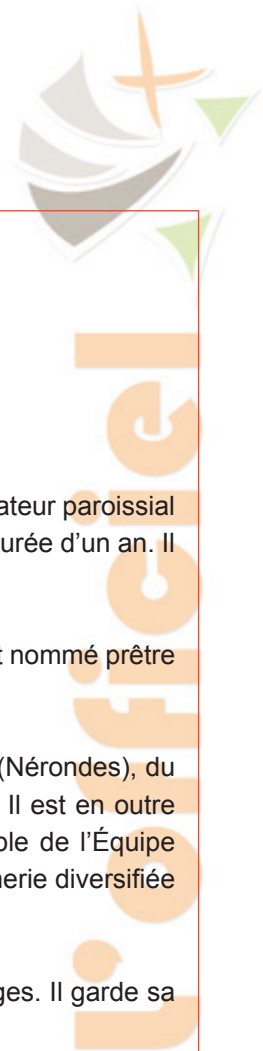 ateur paroissial
urée d’un an. Il
t nommé prêtre
(Nérondes), du
Il est en outre
ble de l’Équipe
nerie diversifiée
ges. Il garde sa
l’officiel